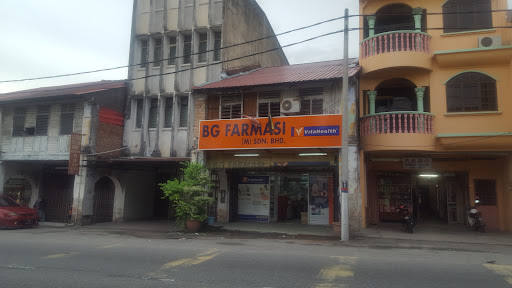 BG FARMASI
(M) SDN. BHD.
VitaHealth